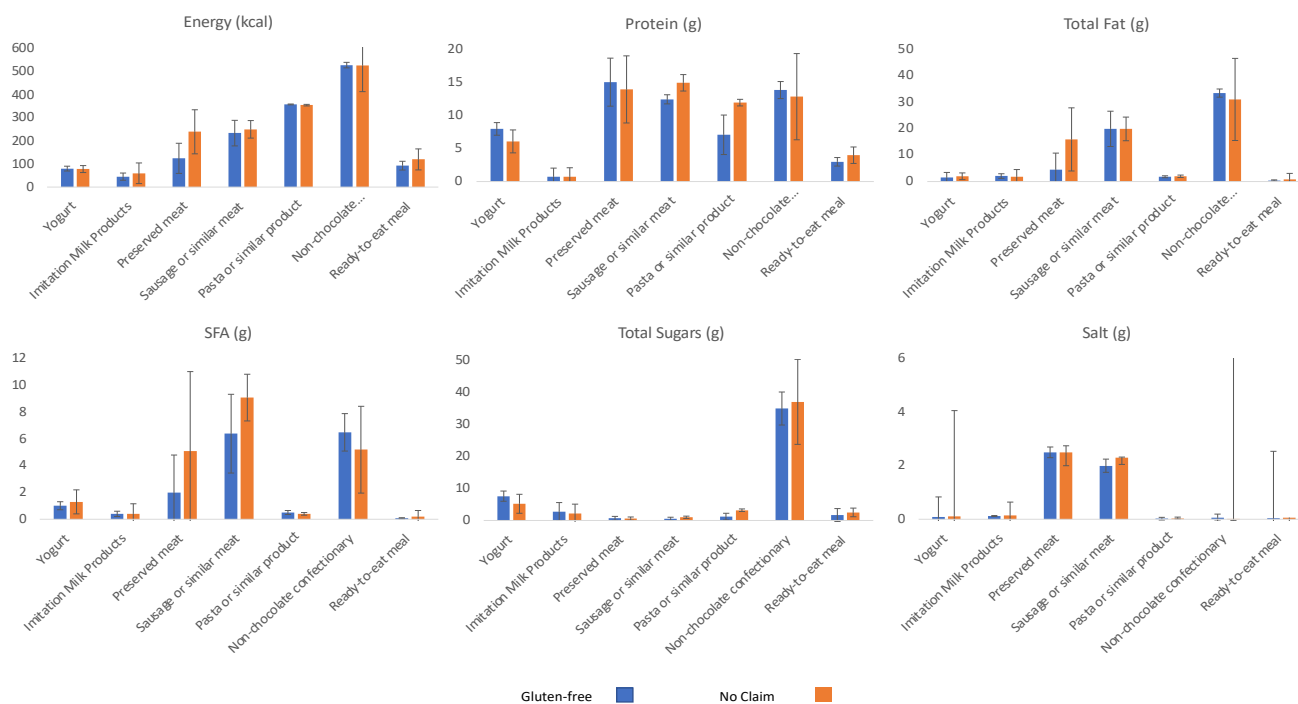 Energy (kcal)
600
500
400
300
200
100
0
Yogurt
Imitation Milk Products
Preserved meat
Sausage or similar meat
Pasta or similar product
Non-chocolate...
Ready-to-eat meal
Protein (g)
20
15
10
5
0
Yogurt
Imitation Milk Products
Preserved meat
Sausage or similar meat
Pasta or similar product
Non-chocolate...
Ready-to-eat meal
Total Fat (g)
50
40
30
20
10
0
Yogurt
Imitation Milk Products
Preserved meat
Sausage or similar meat
Pasta or similar product
Non-chocolate...
Ready-to-eat meal
SFA (g)
12
10
8
6
4
2
0
Yogurt
Imitation Milk Products
Preserved meat
Sausage or similar meat
Pasta or similar product
Non-chocolate confectionary
Ready-to-eat meal
Total Sugars (g)
50
40
30
20
10
0
Yogurt
Imitation Milk Products
Preserved meat
Sausage or similar meat
Pasta or similar product
Non-chocolate confectionary
Ready-to-eat meal
Salt (g)
6
4
2
0
Yogurt
Imitation Milk Products
Preserved meat
Sausage or similar meat
Pasta or similar product
Non-chocolate confectionary
Ready-to-eat meal
Gluten-free No Claim